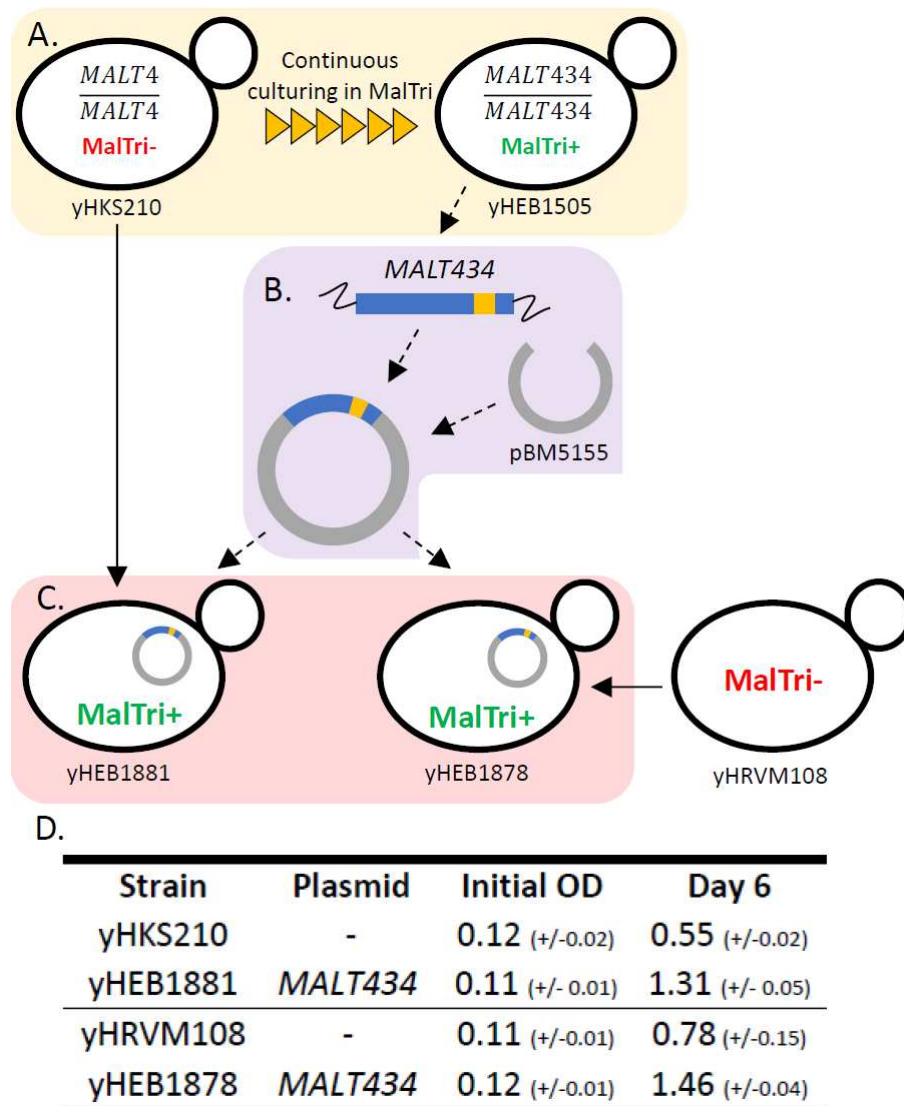 A.
MALT4
MALT4
MalTri-
yHKS210
Continuous
culturing in MalTri
MALT434
MALT434
MalTri+
yHEB1505
B.
MALT434
pBM5155
C.
MalTri+
yHEB1881
MalTri+
yHEB1878
MalTri-
yHRVM108
D.
Strain Plasmid Initial OD Day 6
yHKS210 - 0.12 (+/-0.02) 0.55 (+/-0.02)
yHEB1881 MALT434 0.11 (+/- 0.01) 1.31 (+/- 0.05)
yHRVM108 - 0.11 (+/-0.01) 0.78 (+/-0.15)
yHEB1878 MALT434 0.12 (+/-0.01) 1.46 (+/-0.04)